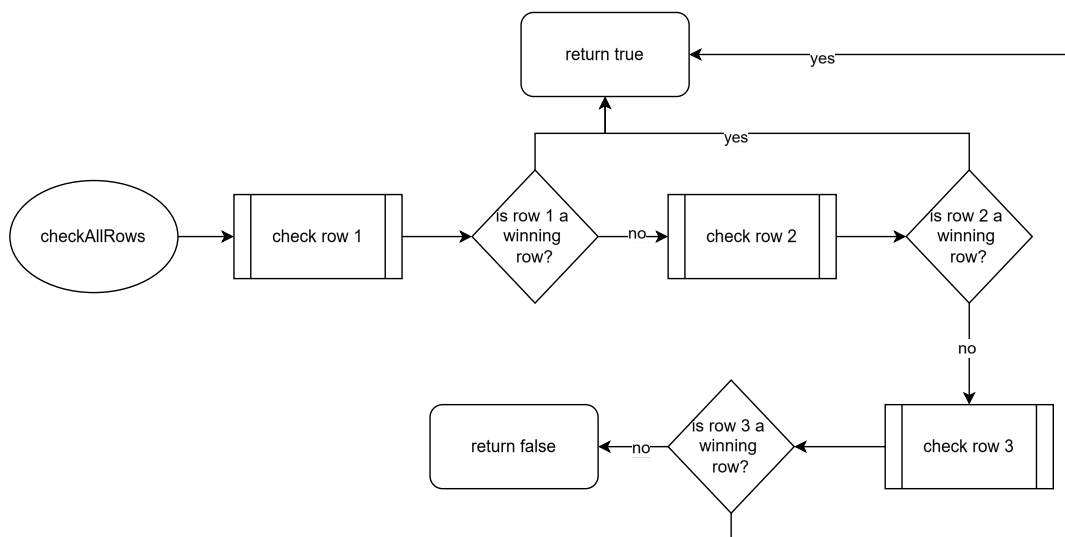 return true
yes
yes
checkAllRows
check row 1
is row 1 a
winning
row?
no
check row 2
is row 2 a
winning
row?
no
return false
no
is row 3 a
winning
row?
check row 3